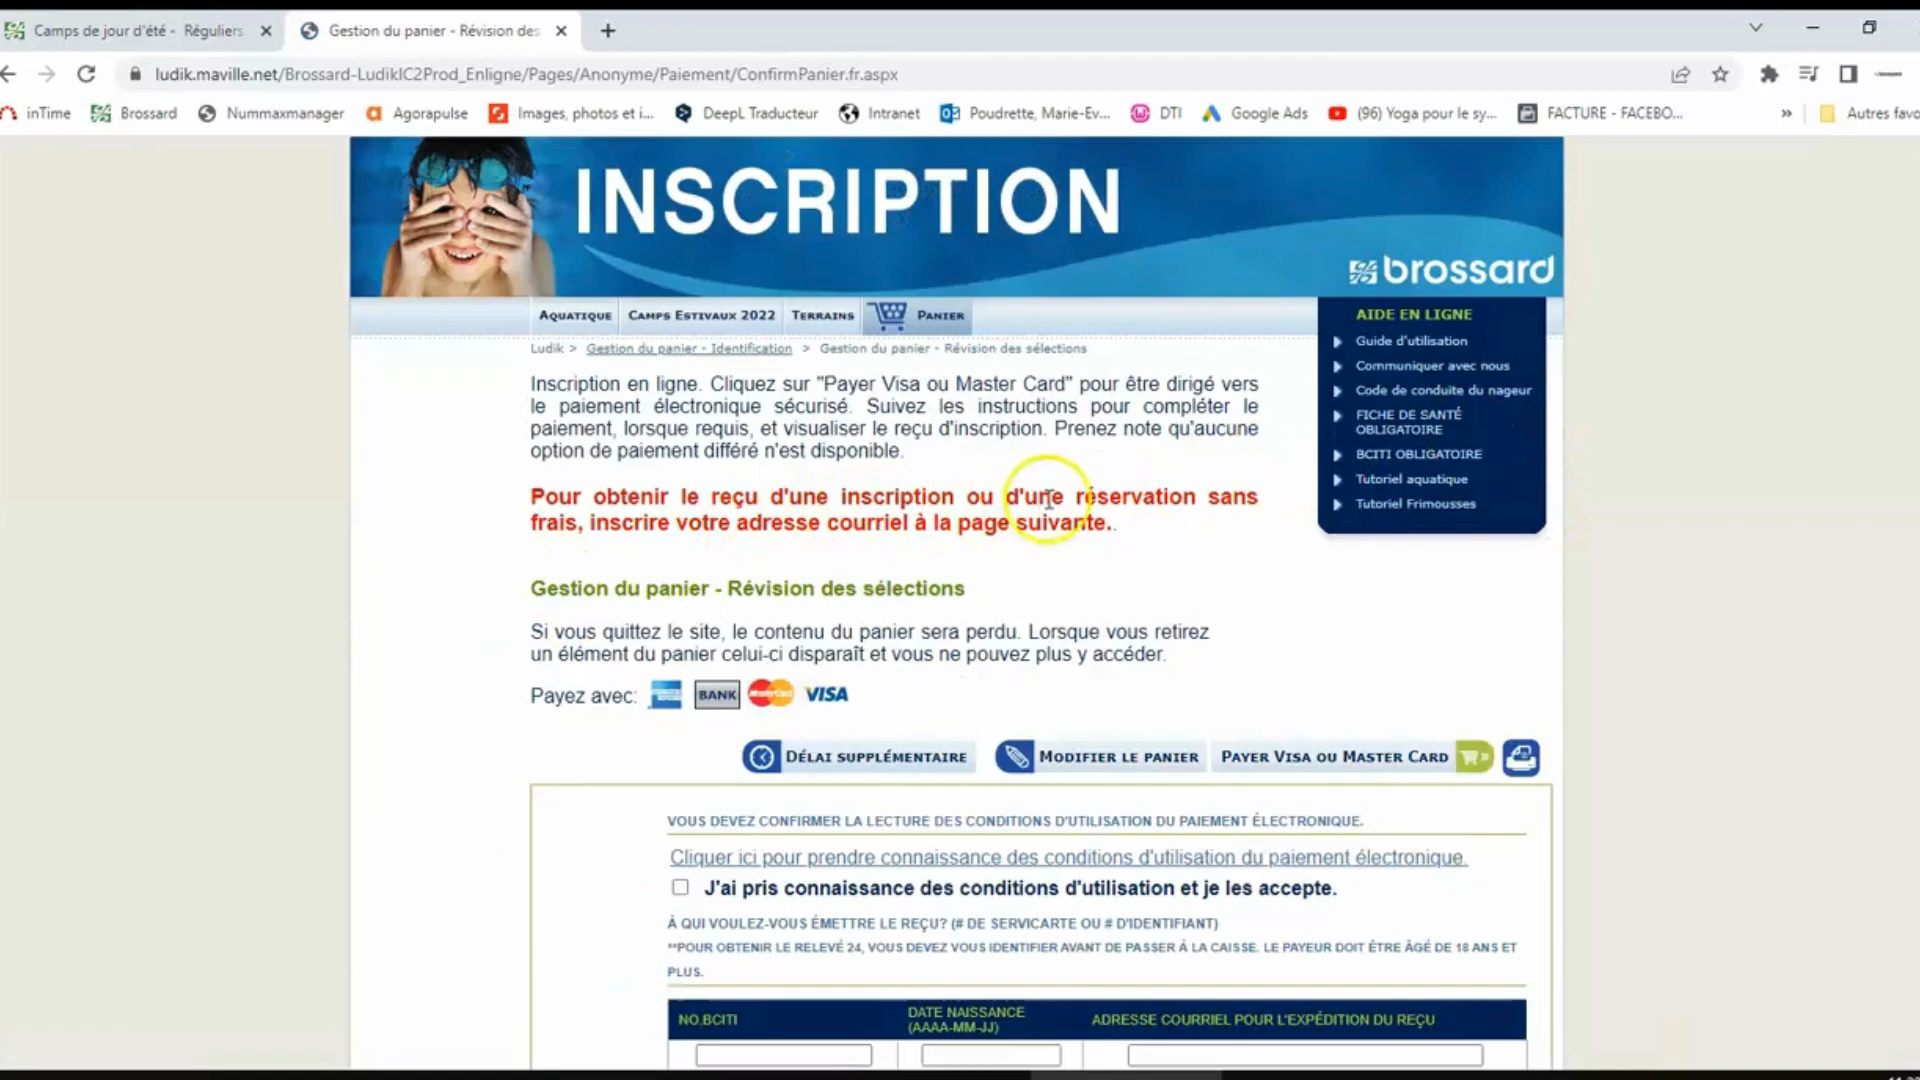 Camps de jour d'été - Réguliers
Gestion du panier - Révision des
ludik.maville.net/Brossard-LudikIC2Prod_Enligne/Pages/Anonyme/Paiement/ConfirmPanier.fr.aspx
inTime Brossard Nummaxmanager Agorapulse Images, photos et i... DeepL Traducteur Intranet Poudrette, Marie-Ev... DTI Google Ads (96) Yoga pour le sy... FACTURE - FACEBO... » Autres favo
INSCRIPTION
brossard
AQUATIQUE CAMPS ESTIVAUX 2022 TERRAINS PANIER
Ludik > Gestion du panier - Identification > Gestion du panier - Révision des sélections
Inscription en ligne. Cliquez sur "Payer Visa ou Master Card" pour être dirigé vers
le paiement électronique sécurisé. Suivez les instructions pour compléter le
paiement, lorsque requis, et visualiser le reçu d'inscription. Prenez note qu'aucune
option de paiement différé n'est disponible.
Pour obtenir le reçu d'une inscription ou d'une réservation sans
frais, inscrire votre adresse courriel à la page suivante..
AIDE EN LIGNE
Guide d'utilisation
Communiquer avec nous
Code de conduite du nageur
FICHE DE SANTÉ
OBLIGATOIRE
BCITI OBLIGATOIRE
Tutoriel aquatique
Tutoriel Frimousses
Gestion du panier - Révision des sélections
Si vous quittez le site, le contenu du panier sera perdu. Lorsque vous retirez
un élément du panier celui-ci disparaît et vous ne pouvez plus y accéder.
Payez avec: BANK MasterCard VISA
DÉLAI SUPPLÉMENTAIRE MODIFIER LE PANIER PAYER VISA OU MASTER CARD
VOUS DEVEZ CONFIRMER LA LECTURE DES CONDITIONS D'UTILISATION DU PAIEMENT ÉLECTRONIQUE.
Cliquer ici pour prendre connaissance des conditions d'utilisation du paiement électronique.
J'ai pris connaissance des conditions d'utilisation et je les accepte.
À QUI VOULEZ-VOUS ÉMETTRE LE REÇU? (# DE SERVICARTE OU # D'IDENTIFIANT)
**POUR OBTENIR LE RELEVÉ 24, VOUS DEVEZ VOUS IDENTIFIER AVANT DE PASSER À LA CAISSE. LE PAYEUR DOIT ÊTRE ÂGÉ DE 18 ANS ET
PLUS.
NO.BCITI
DATE NAISSANCE
(AAAA-MM-JJ)
ADRESSE COURRIEL POUR L'EXPÉDITION DU REÇU